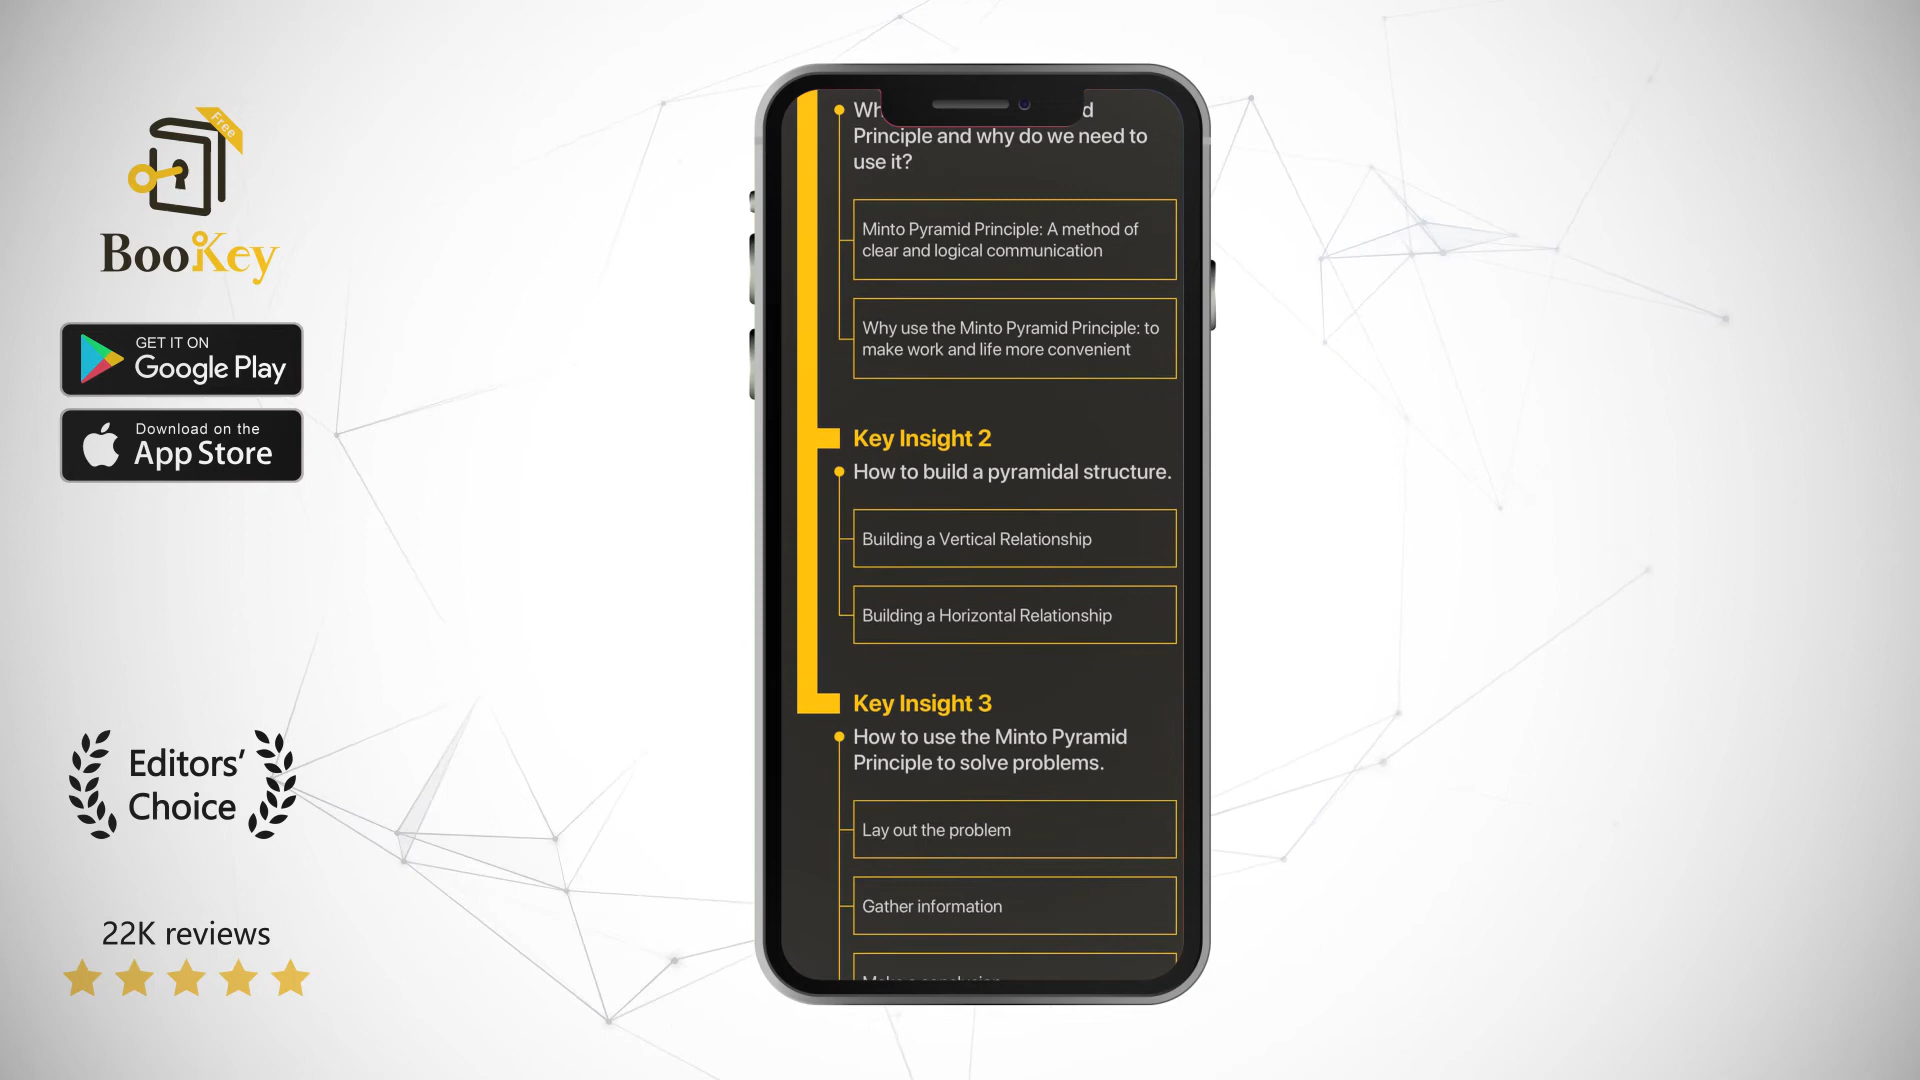 Free
BooKey
GET IT ON
Google Play
Download on the
App Store
Editors’
Choice
22K reviews
Principle and why do we need to
use it?
Minto Pyramid Principle: A method of
clear and logical communication
Why use the Minto Pyramid Principle: to
make work and life more convenient
Key Insight 2
How to build a pyramidal structure.
Building a Vertical Relationship
Building a Horizontal Relationship
Key Insight 3
How to use the Minto Pyramid
Principle to solve problems.
Lay out the problem
Gather information